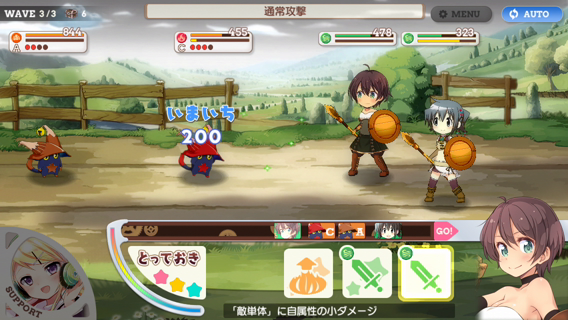 WAVE 3/3 6
通常攻撃
MENU
AUTO
844
A
455
C
478
323
いまいち
200
C A GO!
とっておき
SUPPORT
「敵単体」に自属性の小ダメージ